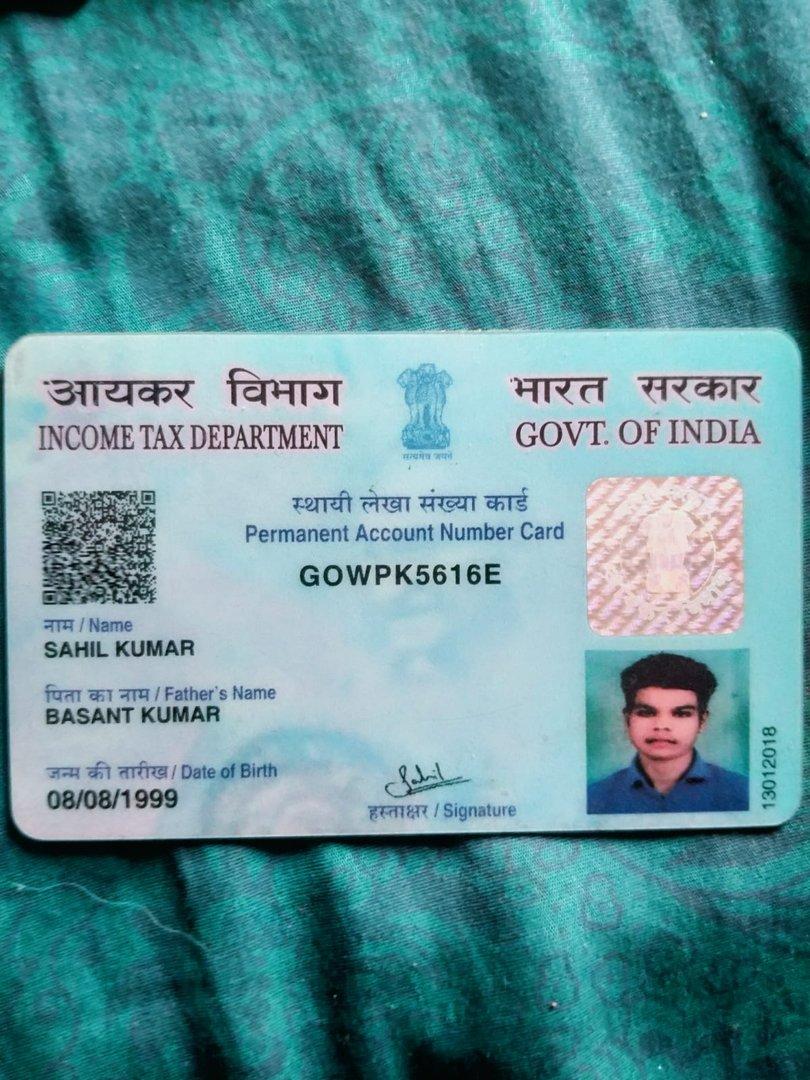 आयकर विभाग
INCOME TAX DEPARTMENT
सत्यमेव जयते
भारत सरकार
GOVT. OF INDIA
स्थायी लेखा संख्या कार्ड
Permanent Account Number Card
GOWPK5616E
नाम / Name
SAHIL KUMAR
पिता का नाम / Father's Name
BASANT KUMAR
जन्म की तारीख / Date of Birth
08/08/1999
Sahil
हस्ताक्षर / Signature
13012018